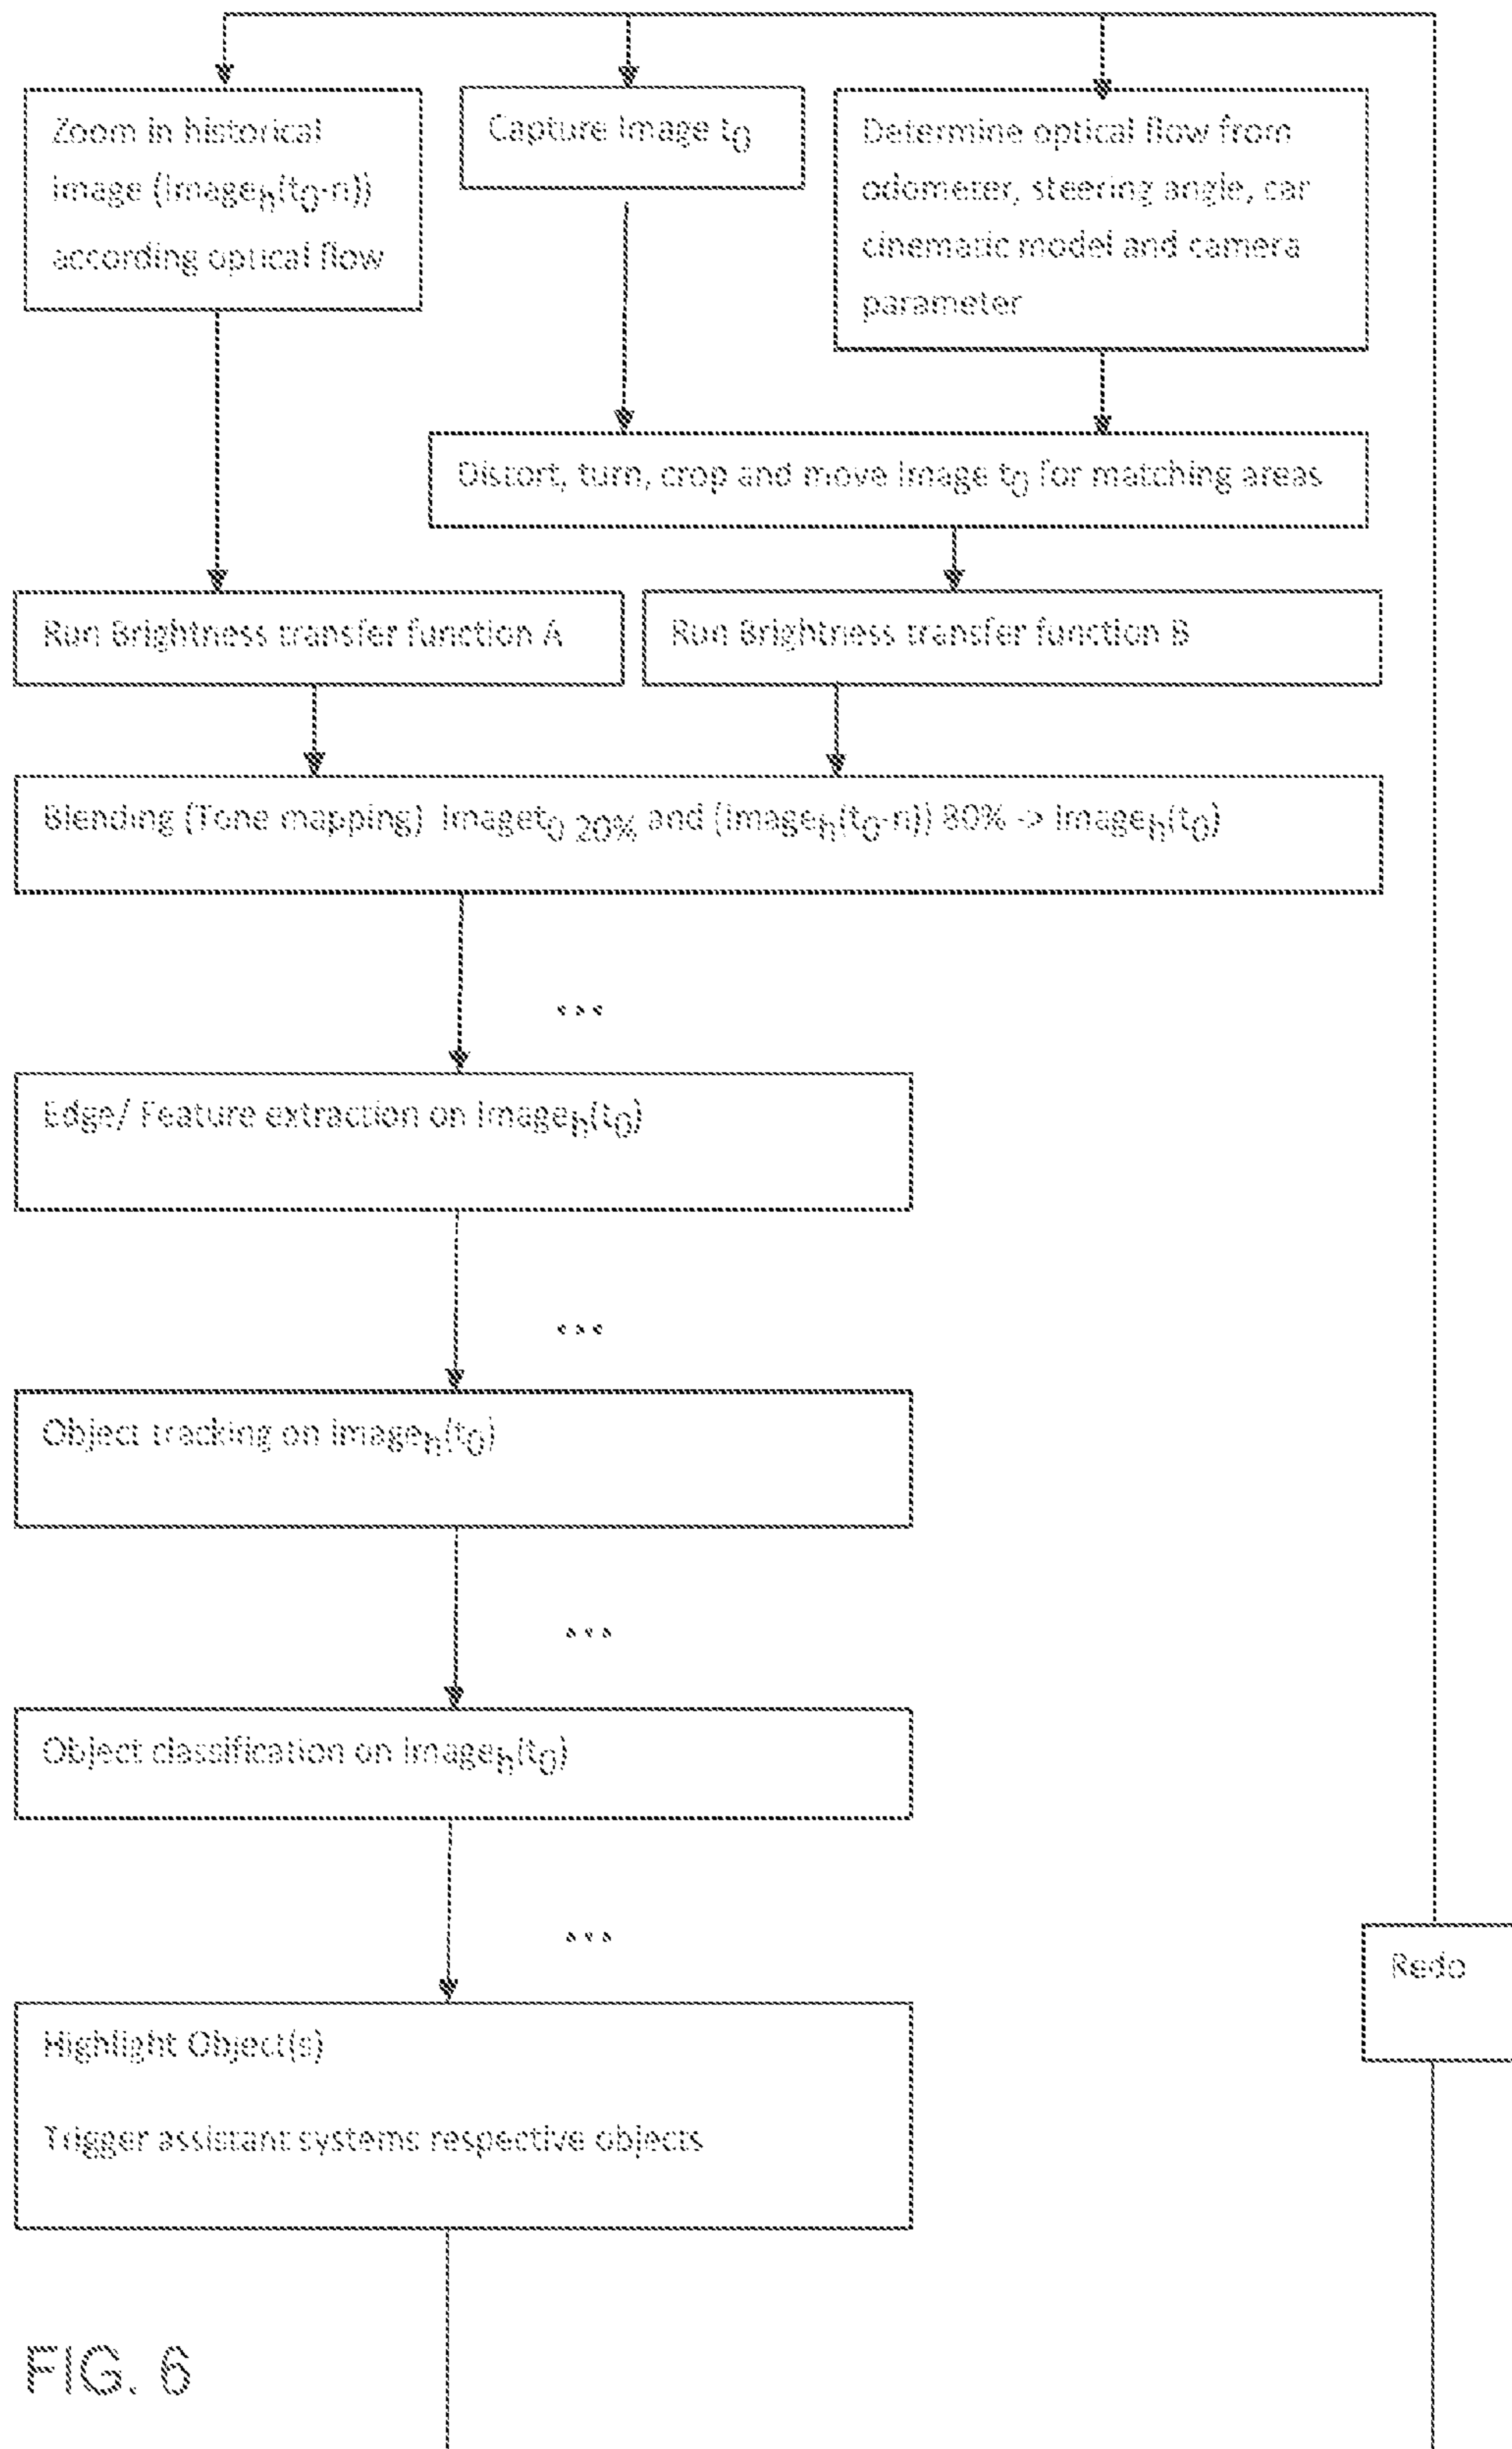 Zoom in historical
image (imageh(t0-n))
according optical flow
Capture image t0
Determine optical flow from
odometer, steering angle, car
cinematic model and camera
parameter
Distort, turn, crop and move image t0 for matching areas
Run Brightness transfer function A
Run Brightness transfer function B
Blending (Tone mapping) imaget0 20% and (imageh(t0-n)) 80% -> imageh(t0)
...
Edge/ Feature extraction on imageh(t0)
...
Object tracking on imageh(t0)
...
Object classification on imageh(t0)
...
Redo
Highlight Object(s)
Trigger assistant systems respective objects
FIG. 6